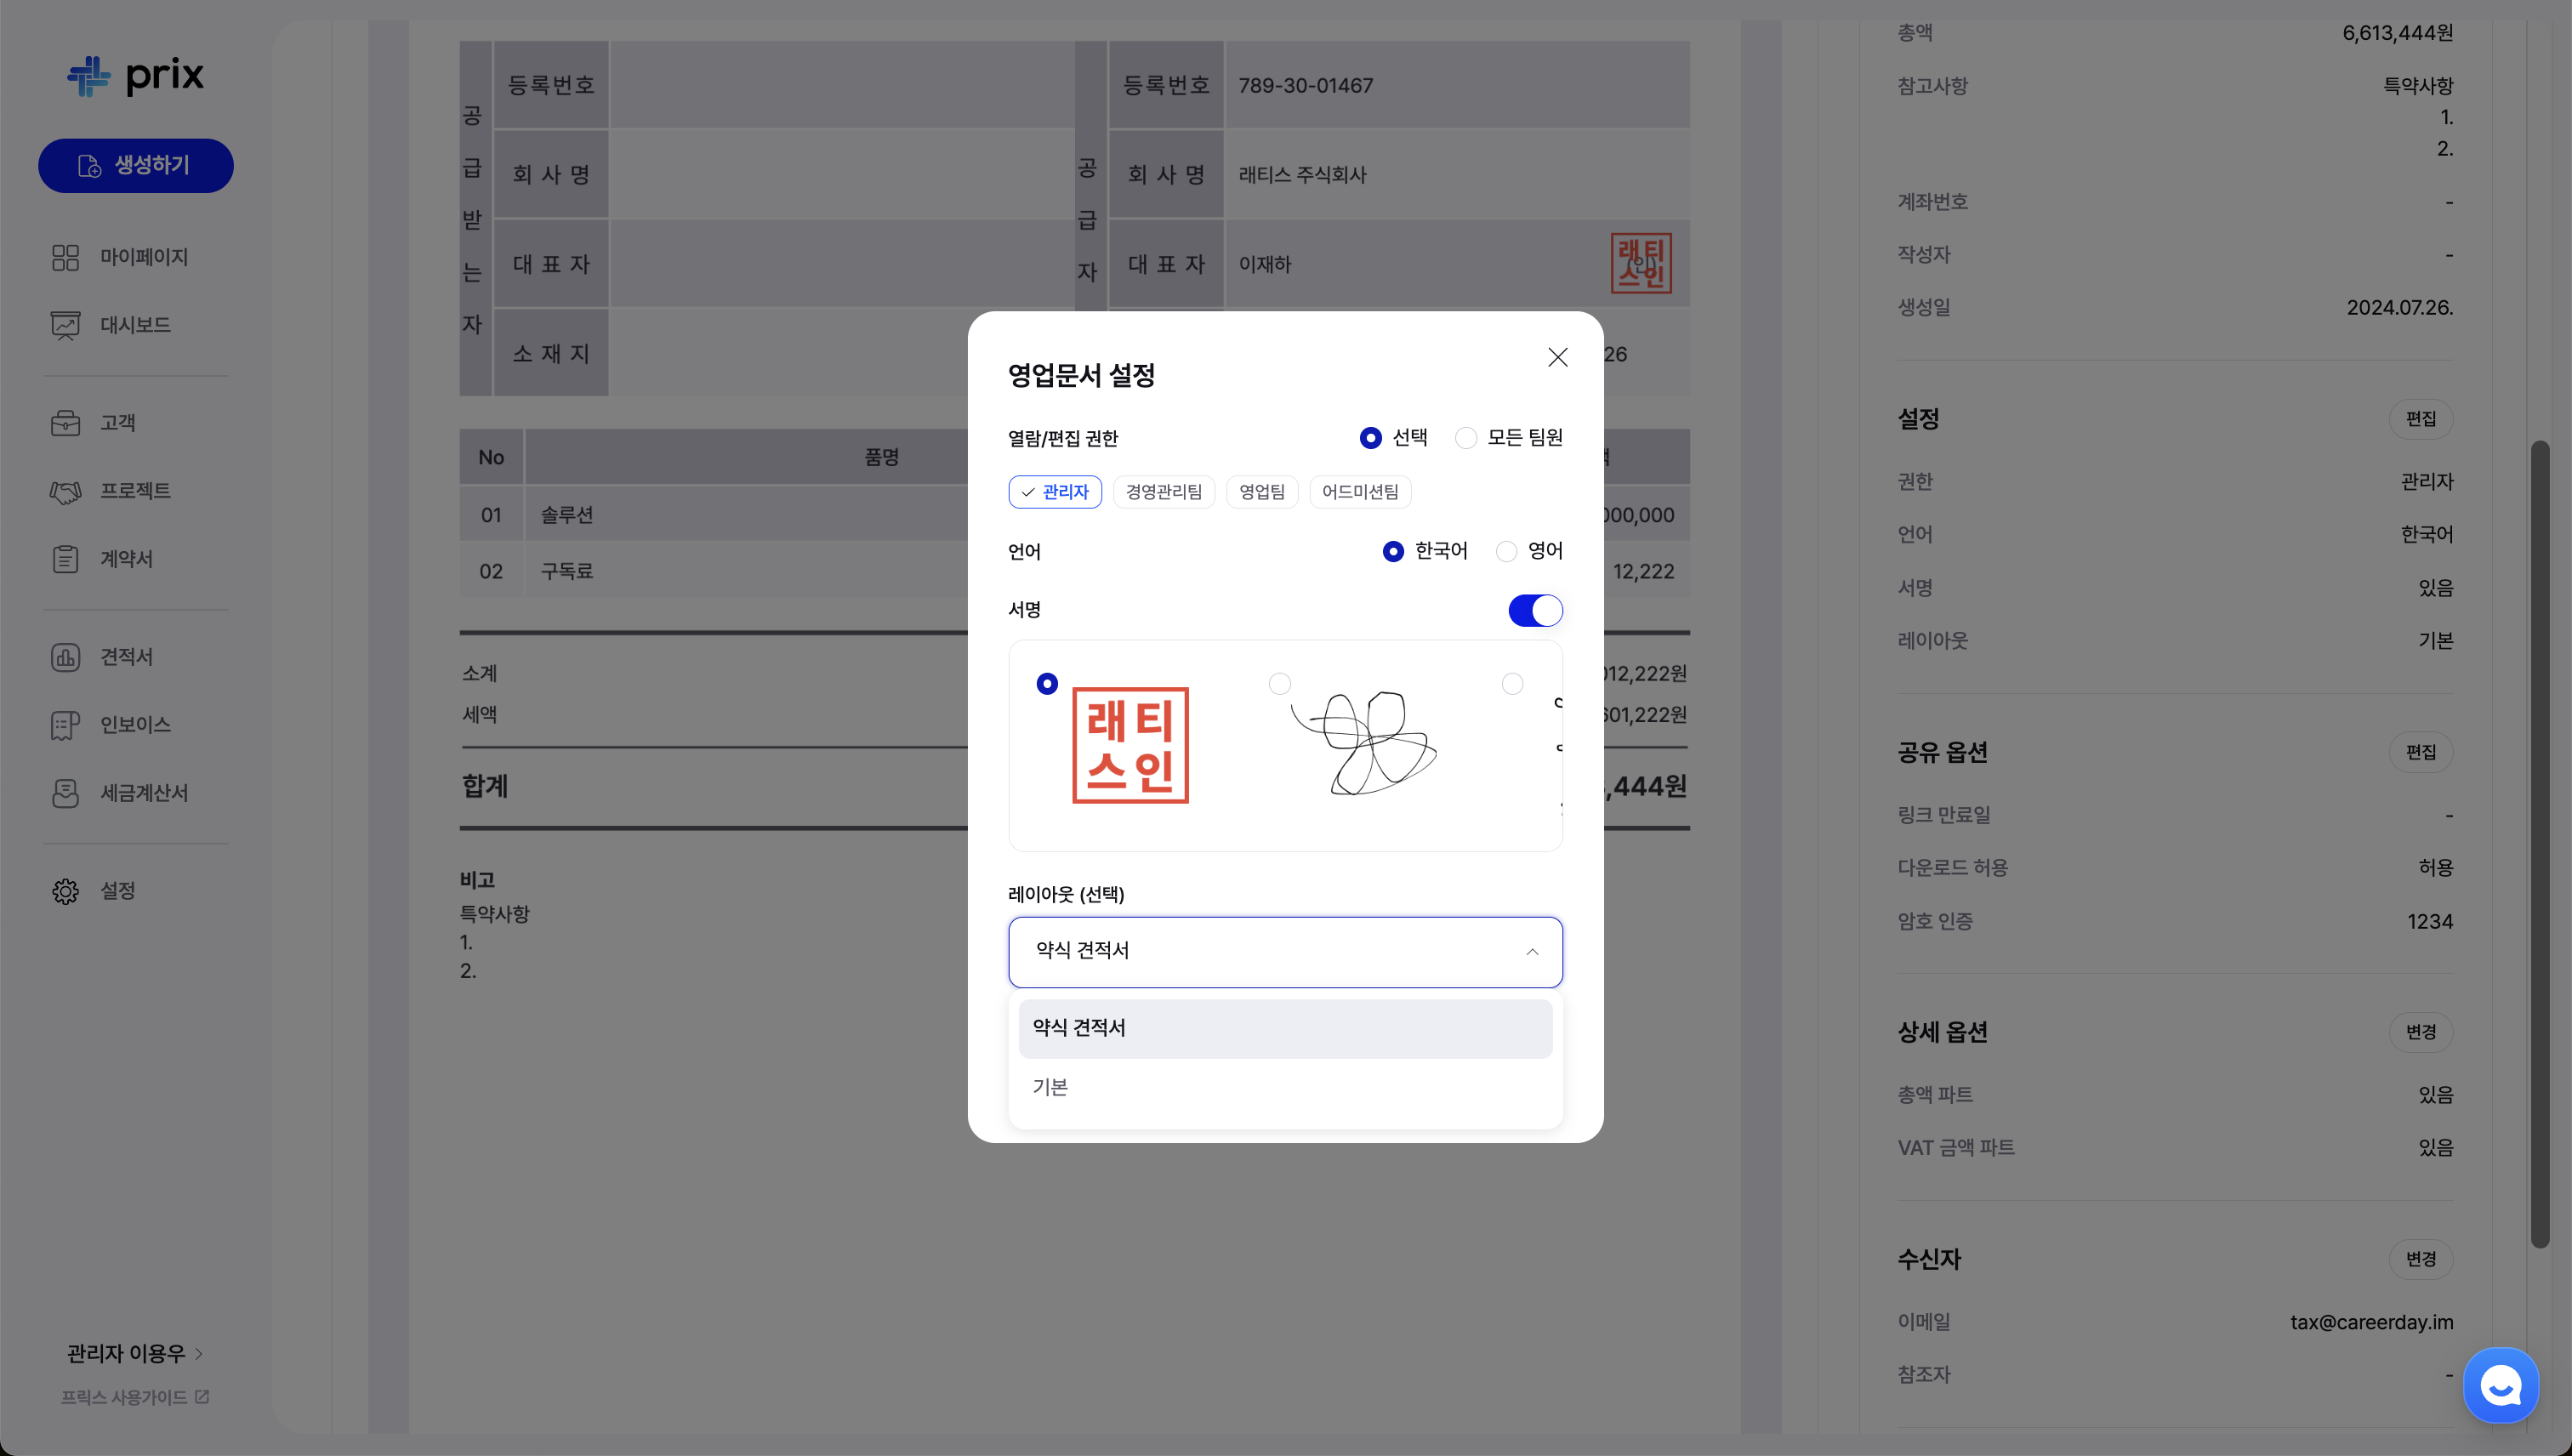 prix
생성하기
마이페이지
대시보드
고객
프로젝트
계약서
견적서
인보이스
세금계산서
설정
관리자 이용우
프릭스 사용가이드
공급받는자
등록번호
회사명
대표자
소재지
공급자
등록번호 789-30-01467
회사명 래티스 주식회사
대표자 이재하 (인)
래티스인
26
No 품명
01 솔루션 000,000
02 구독료 12,222
소계 012,222원
세액 601,222원
합계 ,444원
비고
특약사항
1.
2.
영업문서 설정
열람/편집 권한 선택 모든 팀원
관리자 경영관리팀 영업팀 어드미션팀
언어 한국어 영어
서명
래티
스인
레이아웃 (선택)
약식 견적서
약식 견적서
기본
총액 6,613,444원
참고사항 특약사항
1.
2.
계좌번호 -
작성자 -
생성일 2024.07.26.
설정 편집
권한 관리자
언어 한국어
서명 있음
레이아웃 기본
공유 옵션 편집
링크 만료일 -
다운로드 허용 허용
암호 인증 1234
상세 옵션 변경
총액 파트 있음
VAT 금액 파트 있음
수신자 변경
이메일 tax@careerday.im
참조자 -